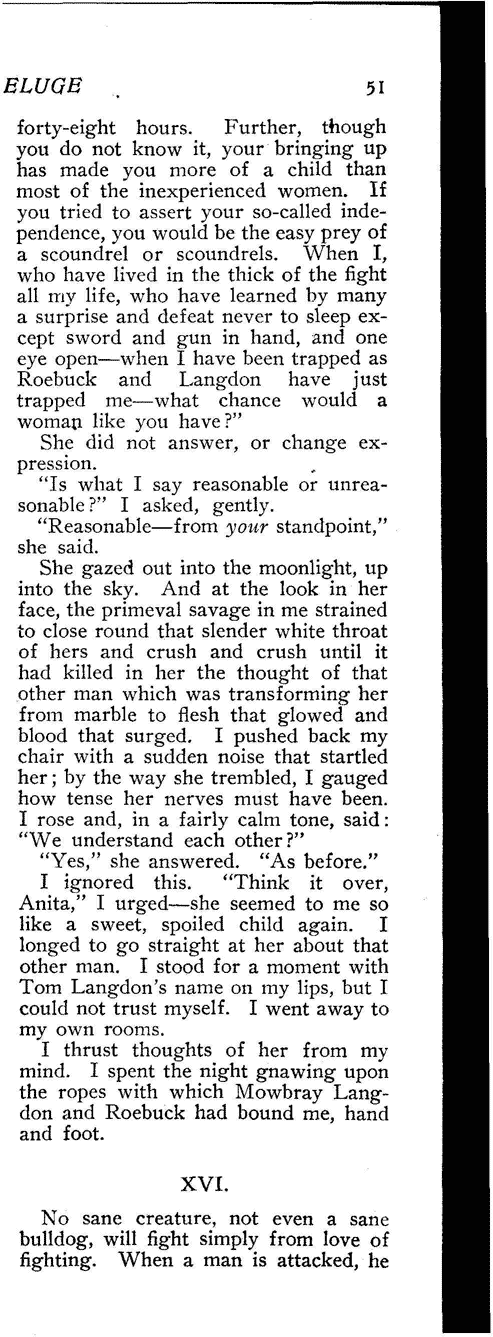 ELUGE 51
forty-eight hours. Further, though
you do not know it, your bringing up
has made you more of a child than
most of the inexperienced women. If
you tried to assert your so-called inde-
pendence, you would be the easy prey of
a scoundrel or scoundrels. When I,
who have lived in the thick of the fight
all my life, who have learned by many
a surprise and defeat never to sleep ex-
cept sword and gun in hand, and one
eye open—when I have been trapped as
Roebuck and Langdon have just
trapped me—what chance would a
woman like you have?"
She did not answer, or change ex-
pression.
"Is what I say reasonable or unrea-
sonable?" I asked, gently.
"Reasonable—from your standpoint,"
she said.
She gazed out into the moonlight, up
into the sky. And at the look in her
face, the primeval savage in me strained
to close round that slender white throat
of hers and crush and crush until it
had killed in her the thought of that
other man which was transforming her
from marble to flesh that glowed and
blood that surged. I pushed back my
chair with a sudden noise that startled
her; by the way she trembled, I gauged
how tense her nerves must have been.
I rose and, in a fairly calm tone, said:
"We understand each other?"
"Yes," she answered. "As before."
I ignored this. "Think it over,
Anita," I urged—she seemed to me so
like a sweet, spoiled child again. I
longed to go straight at her about that
other man. I stood for a moment with
Tom Langdon's name on my lips, but I
could not trust myself. I went away to
my own rooms.
I thrust thoughts of her from my
mind. I spent the night gnawing upon
the ropes with which Mowbray Lang-
don and Roebuck had bound me, hand
and foot.
XVI.
No sane creature, not even a sane
bulldog, will fight simply from love of
fighting. When a man is attacked, he